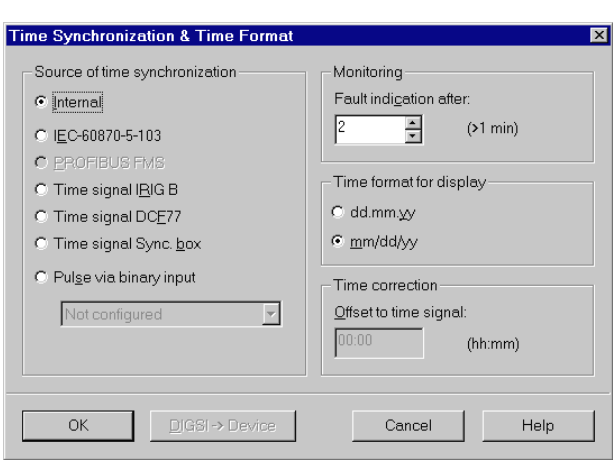 Time Synchronization & Time Format
Source of time synchronization
Internal
IEC-60870-5-103
PROFIBUS FMS
Time signal IRIG B
Time signal DCF77
Time signal Sync. box
Pulse via binary input
Not configured
Monitoring
Fault indication after:
2 (>1 min)
Time format for display
dd.mm.yy
mm/dd/yy
Time correction
Offset to time signal:
00:00 (hh:mm)
OK DIGSI -> Device Cancel Help